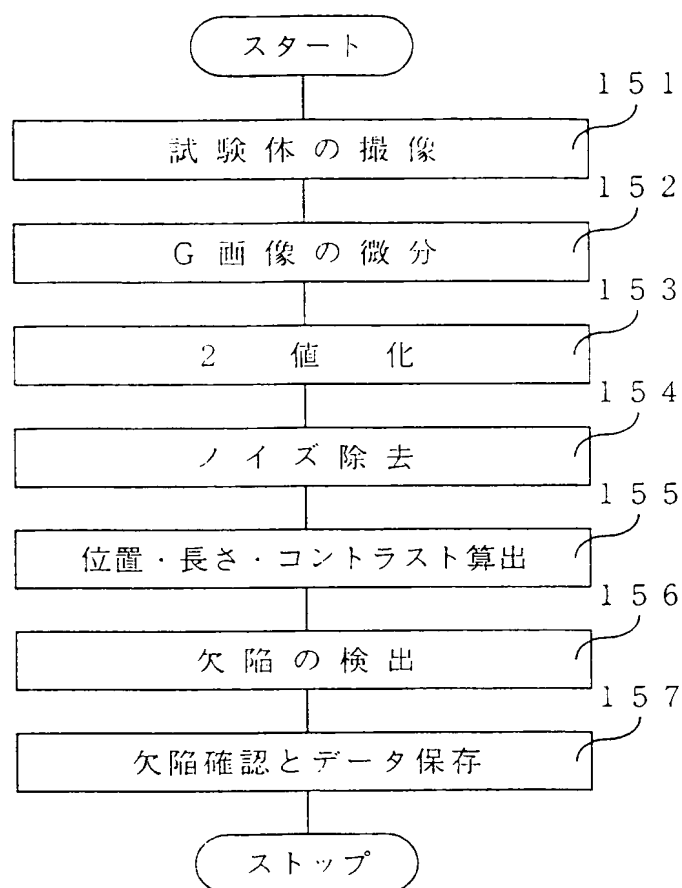 スタート
151
試験体の撮像
152
G画像の微分
153
2値化
154
ノイズ除去
155
位置・長さ・コントラスト算出
156
欠陥の検出
157
欠陥確認とデータ保存
ストップ